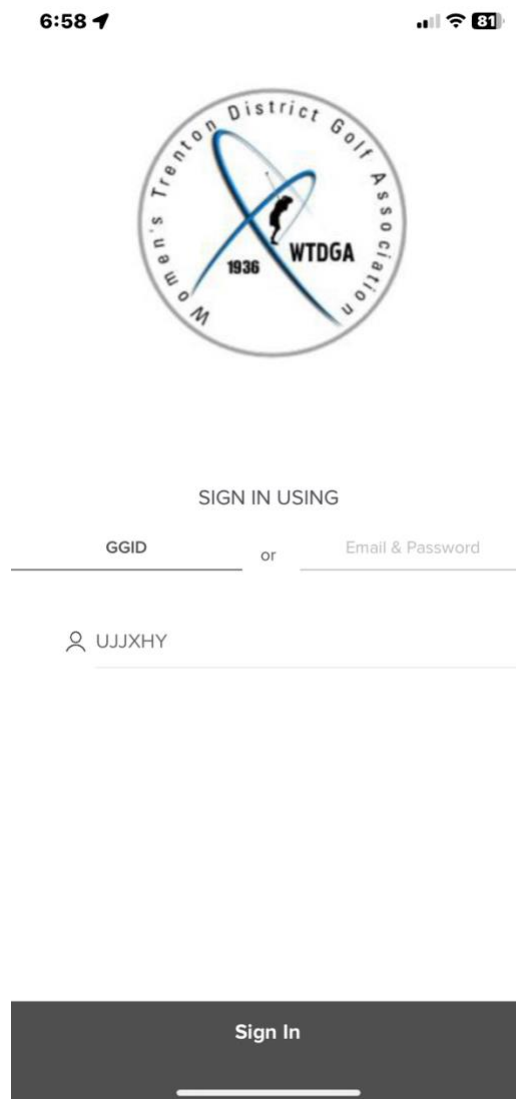 6:58
81
Women's Trenton District Golf Association
1936
WTDGA
SIGN IN USING
GGID
or
Email & Password
UJJXHY
Sign In